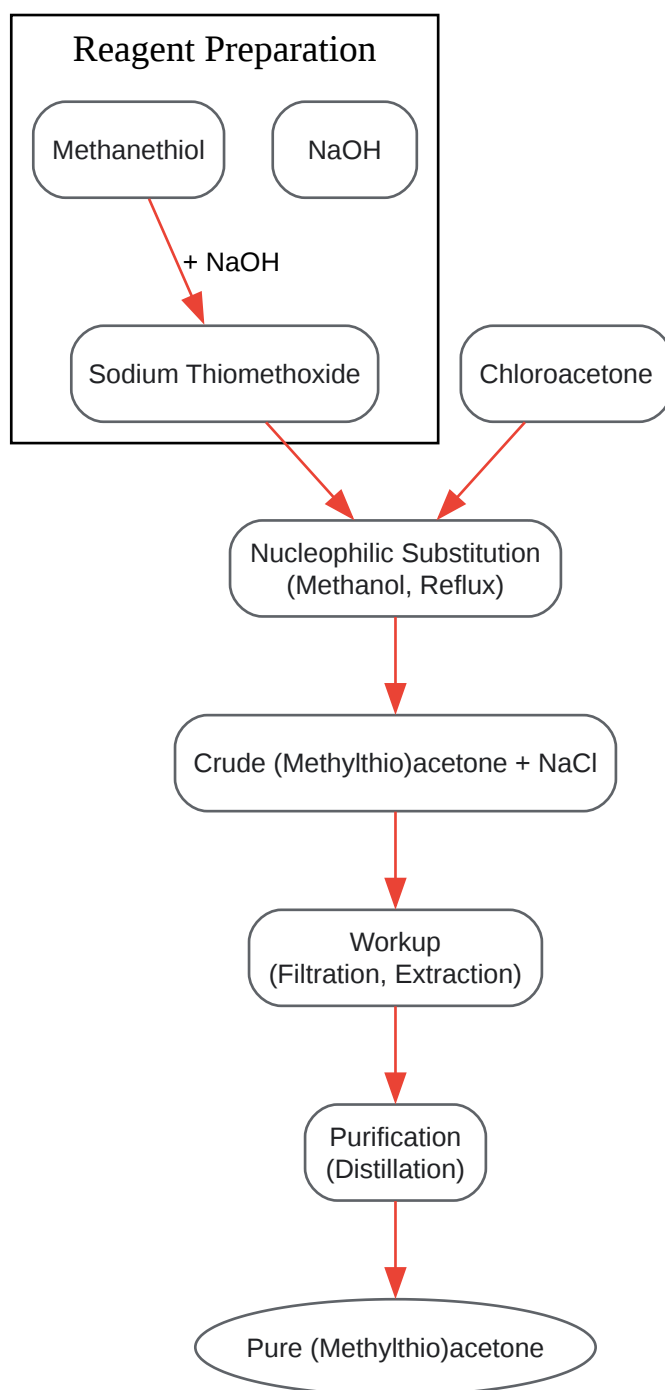 Reagent Preparation
Methanethiol
NaOH
+ NaOH
Sodium Thiomethoxide
Chloroacetone
Nucleophilic Substitution
(Methanol, Reflux)
Crude (Methylthio)acetone + NaCl
Workup
(Filtration, Extraction)
Purification
(Distillation)
Pure (Methylthio)acetone